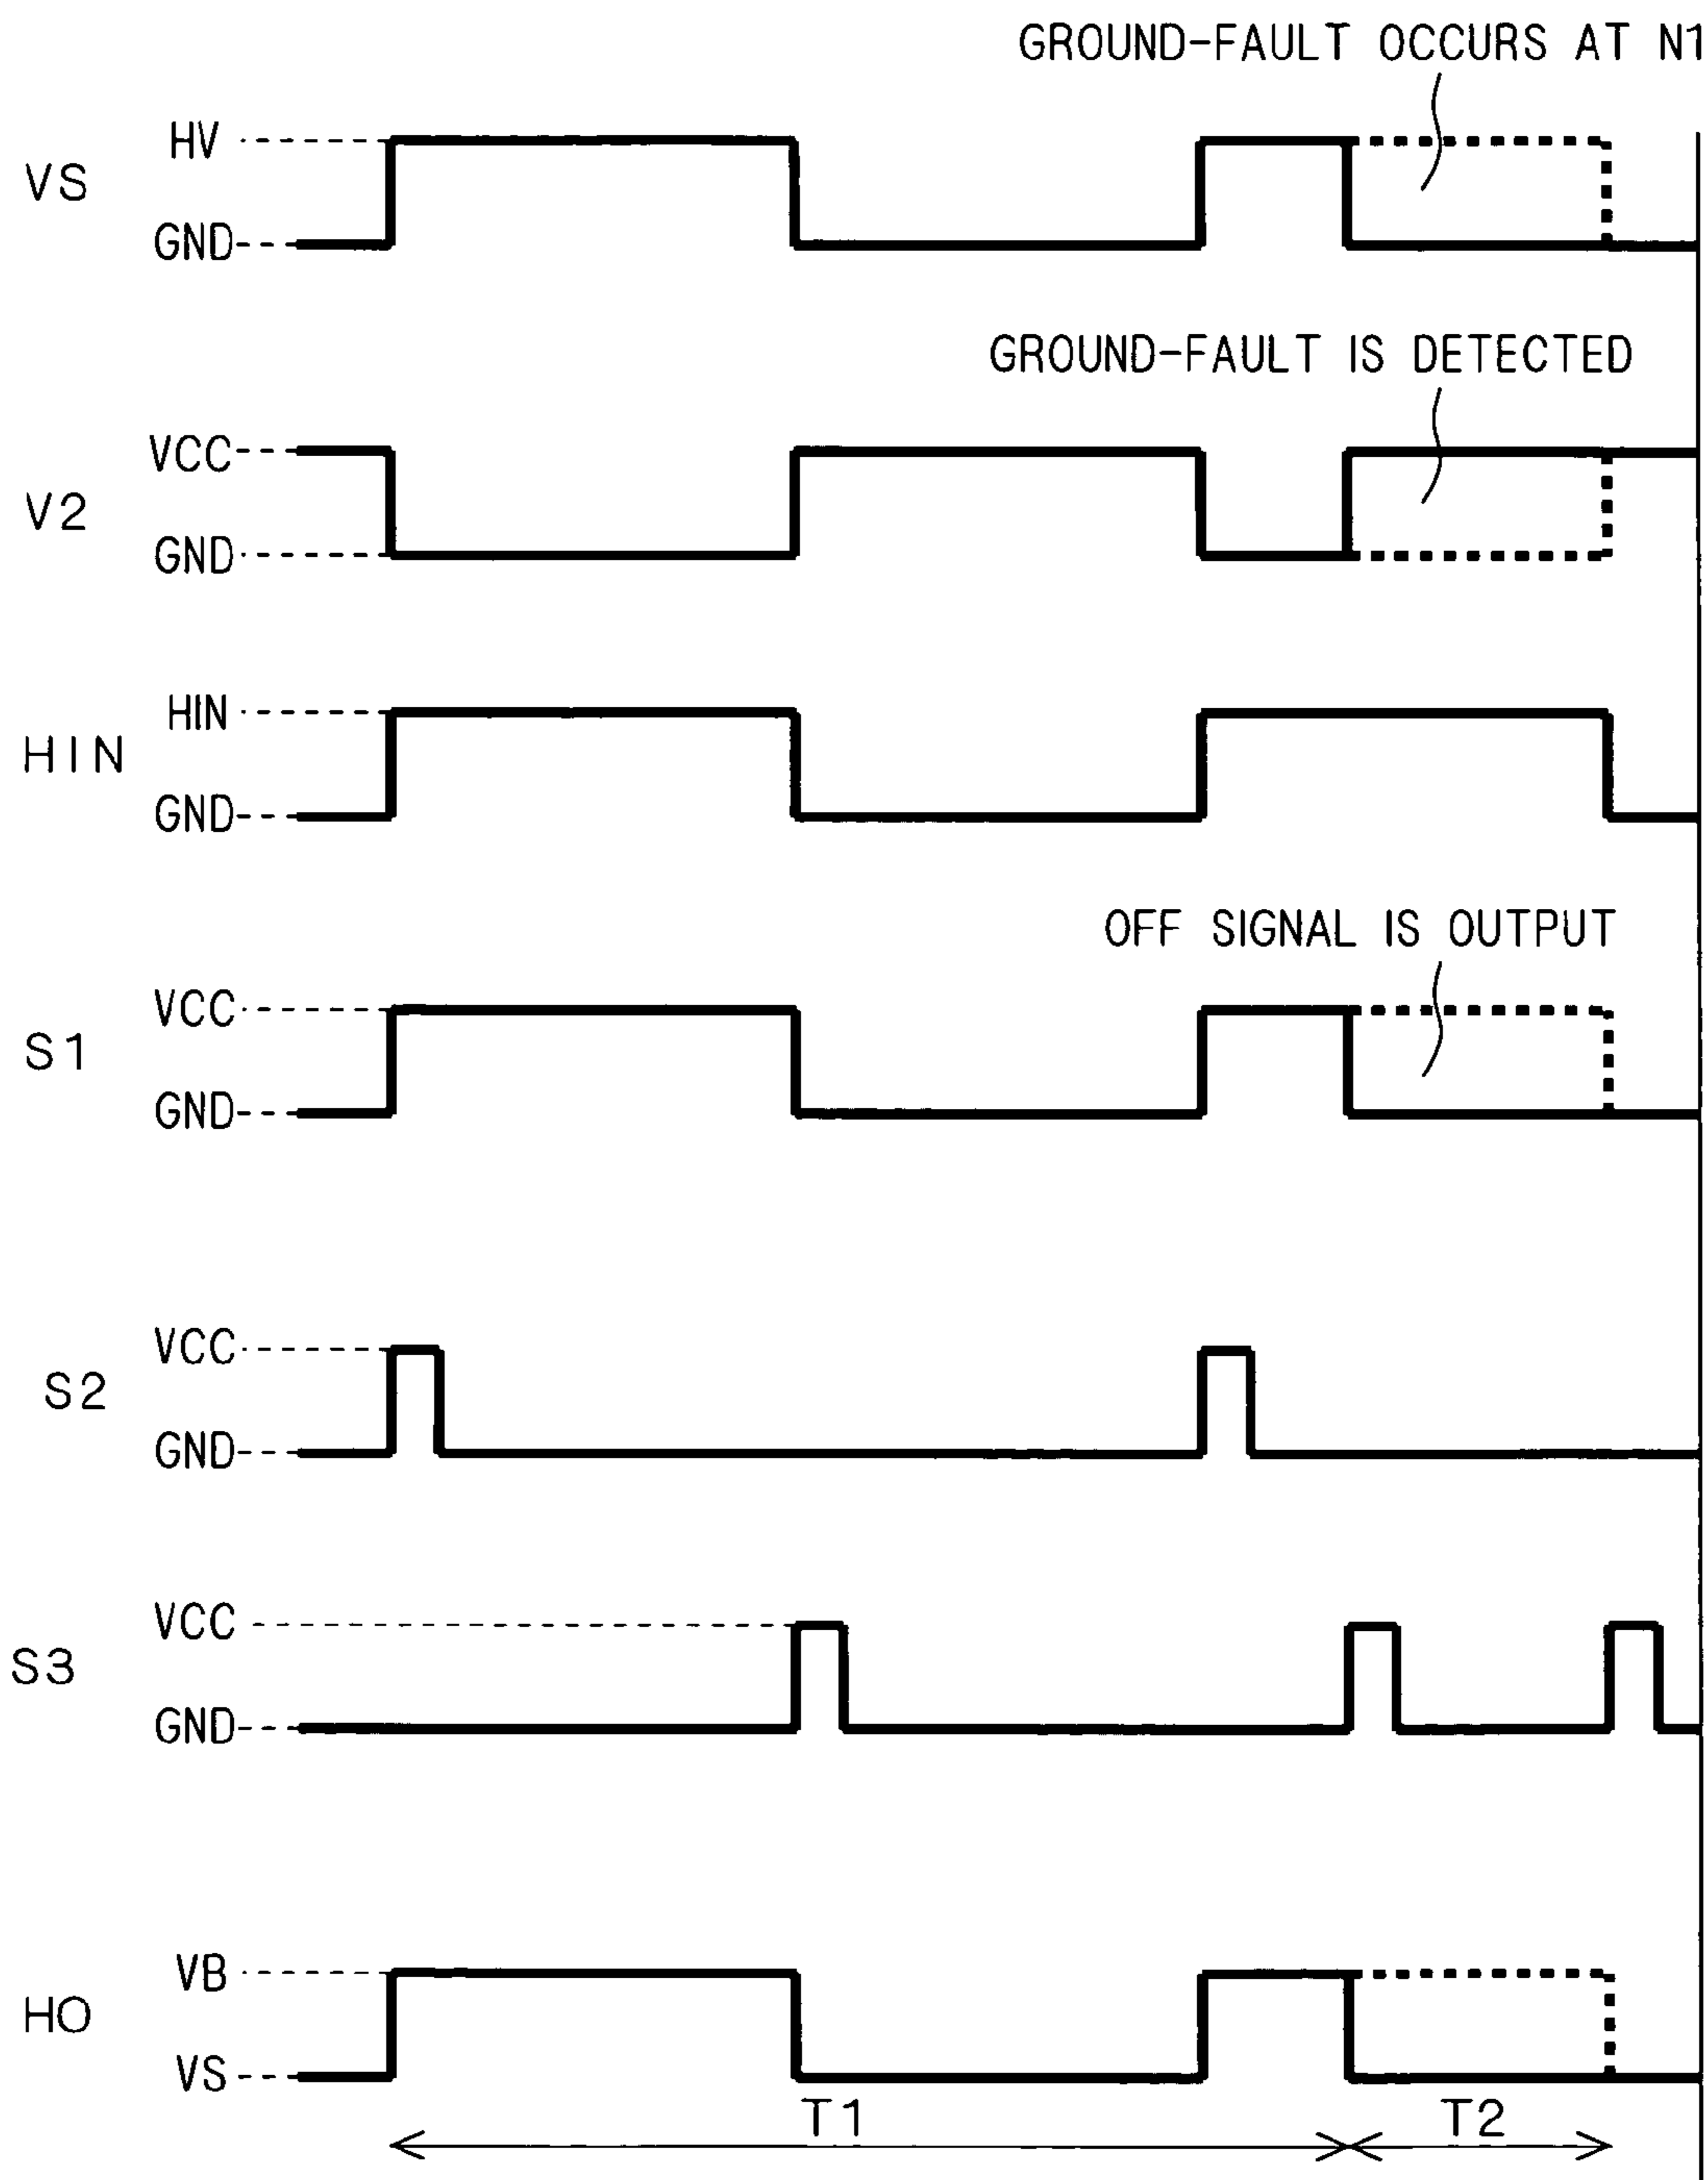 GROUND-FAULT OCCURS AT N1
HV
VS
GND
GROUND-FAULT IS DETECTED
VCC
V2
GND
HIN
HIN
GND
OFF SIGNAL IS OUTPUT
VCC
S1
GND
VCC
S2
GND
VCC
S3
GND
VB
HO
VS
T1
T2